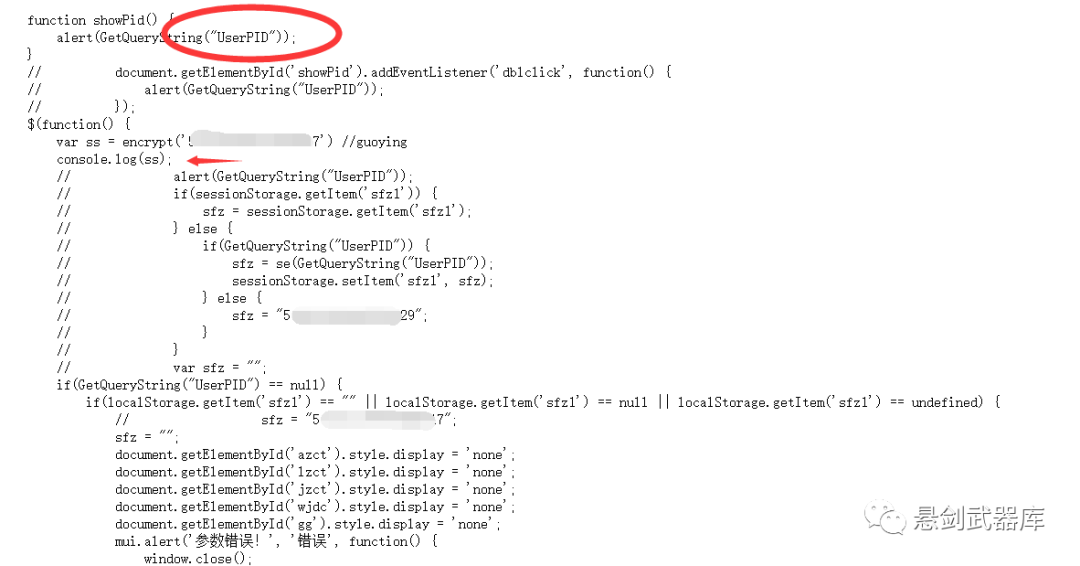 function showPid() {
    alert(GetQueryString("UserPID"));
}
//        document.getElementById('showPid').addEventListener('dblclick', function() {
//            alert(GetQueryString("UserPID"));
//        });
$(function() {
    var ss = encrypt('5 7') //guoying
    console.log(ss);
    //            alert(GetQueryString("UserPID"));
    //            if(sessionStorage.getItem('sfz1')) {
    //                sfz = sessionStorage.getItem('sfz1');
    //            } else {
    //                if(GetQueryString("UserPID")) {
    //                    sfz = se(GetQueryString("UserPID"));
    //                    sessionStorage.setItem('sfz1', sfz);
    //                } else {
    //                    sfz = "5 29";
    //                }
    //            }
    //            var sfz = "";
    if(GetQueryString("UserPID") == null) {
        if(localStorage.getItem('sfz1') == "" || localStorage.getItem('sfz1') == null || localStorage.getItem('sfz1') == undefined) {
            //                sfz = "5 7";
            sfz = "";
            document.getElementById('azct').style.display = 'none';
            document.getElementById('lzct').style.display = 'none';
            document.getElementById('jzct').style.display = 'none';
            document.getElementById('wjdc').style.display = 'none';
            document.getElementById('gg').style.display = 'none';
            mui.alert('参数错误!', '错误', function() {
                window.close();
悬剑武器库